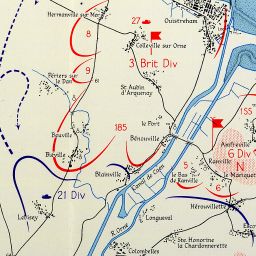 Hermanville sur Mer
27
Ouistreham
8
Colleville sur Orne
3 Brit Div
Périers sur
le Dan
9
St Aubin
d'Arquenay
le Port
155
185
Beuville
Bénouville
Amfreville
Ranville
6 Div
N
Biéville
Blainville
le Bas de
Ranville
5
6
le Mariquet
21 Div
Canal de Caen
Hérouvillette
Lebisey
Longueval
R. Orne
Ste. Honorine
la Chardonnerette
Colombelles